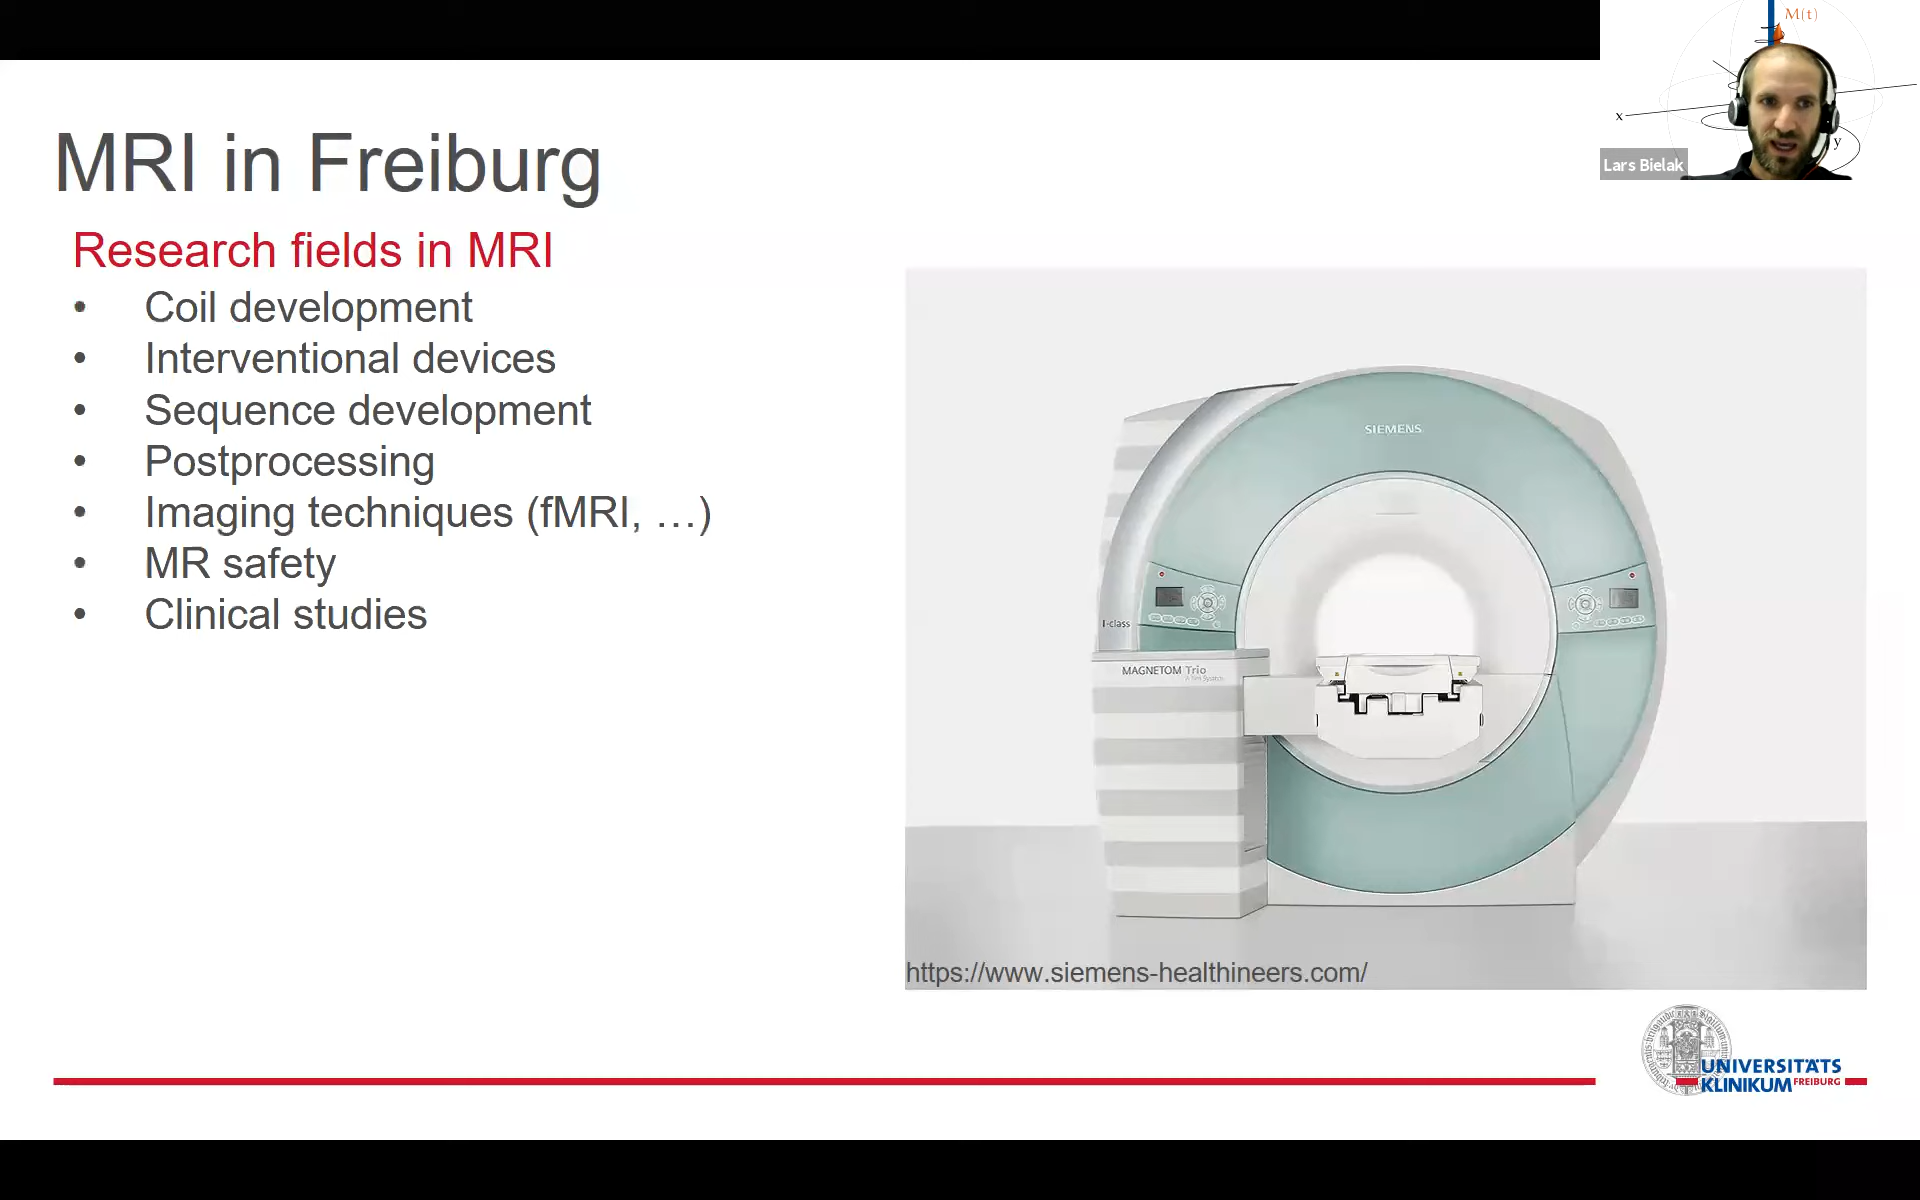 M(t)
x
y
Lars Bielak
MRI in Freiburg
Research fields in MRI
• Coil development
• Interventional devices
• Sequence development
• Postprocessing
• Imaging techniques (fMRI, …)
• MR safety
• Clinical studies
SIEMENS
I-class
MAGNETOM Trio
https://www.siemens-healthineers.com/
UNIVERSITÄTS
KLINIKUM FREIBURG